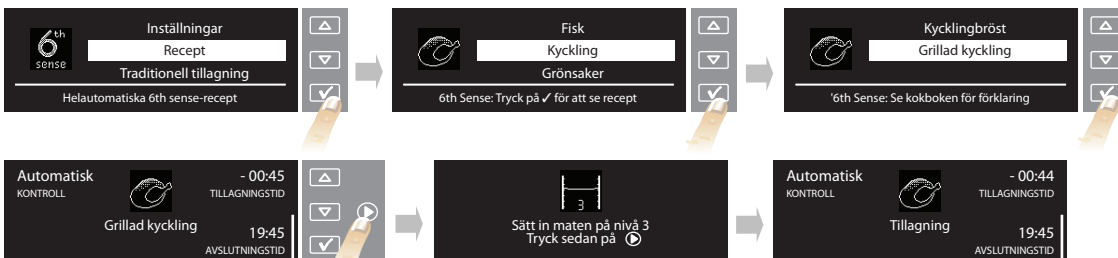 6th
sense
Inställningar
Recept
Traditionell tillagning
Helautomatiska 6th sense-recept
Fisk
Kyckling
Grönsaker
6th Sense: Tryck på ✓ för att se recept
Kycklingbröst
Grillad kyckling
'6th Sense: Se kokboken för förklaring
Automatisk
KONTROLL
- 00:45
TILLAGNINGSTID
Grillad kyckling
19:45
AVSLUTNINGSTID
3
Sätt in maten på nivå 3
Tryck sedan på
Automatisk
KONTROLL
- 00:44
TILLAGNINGSTID
Tillagning
19:45
AVSLUTNINGSTID